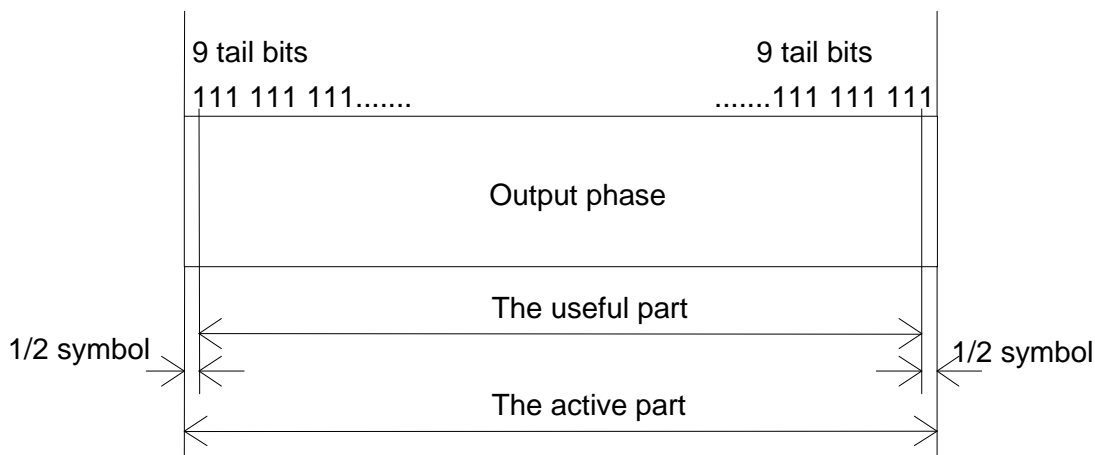 9 tail bits 9 tail bits
111 111 111....... .......111 111 111
Output phase
The useful part
1/2 symbol 1/2 symbol
The active part